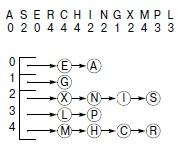 A S E R C H I N G X M P L
0 2 0 4 4 4 2 2 1 2 4 3 3
0 E A
1 G
2 X N I S
3 L P
4 M H C R